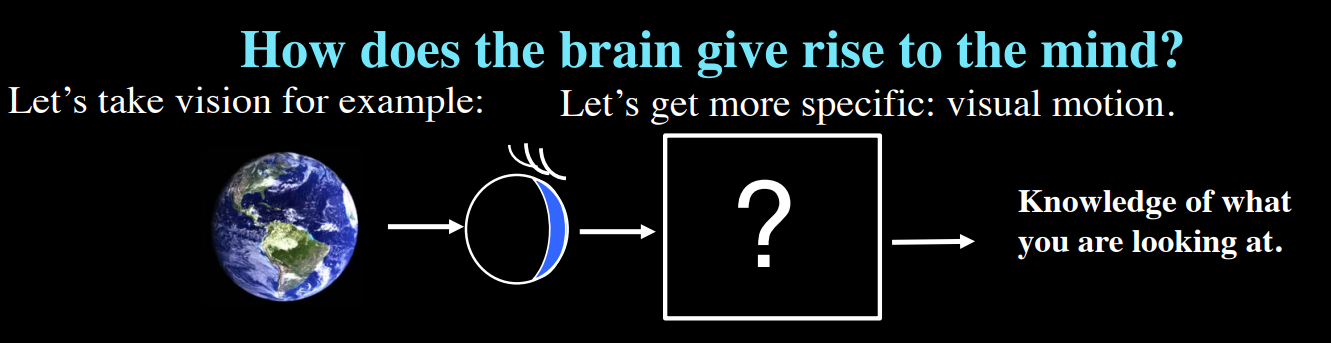 How does the brain give rise to the mind?
Let's take vision for example:
Let's get more specific: visual motion.
?
Knowledge of what
you are looking at.